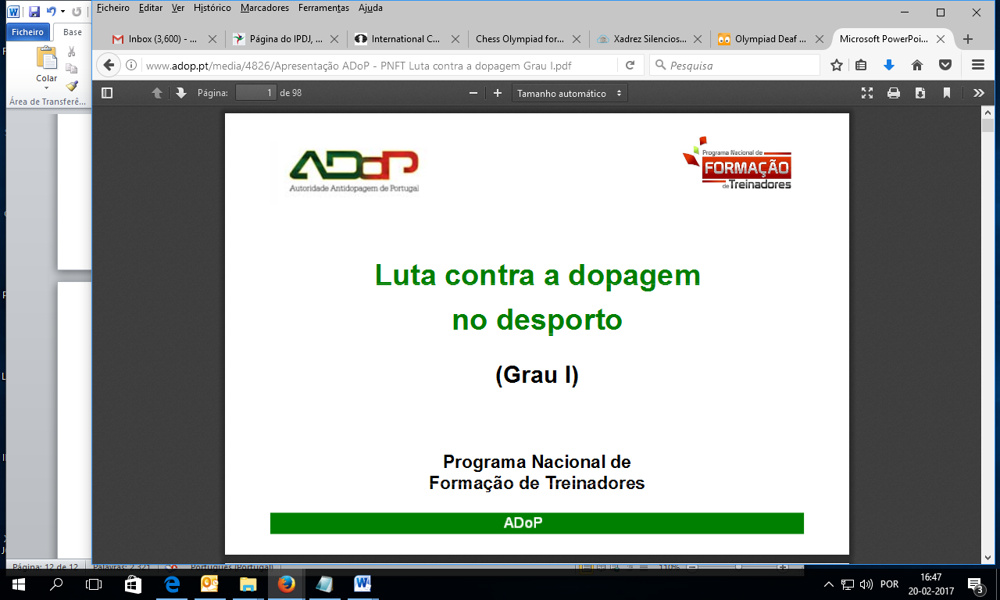 Ficheiro Editar Ver Histórico Marcadores Ferramentas Ajuda
Ficheiro Base
Inbox (3,600) - ... Página do IPDJ, ... International C... Chess Olympiad for... Xadrez Silencios... Olympiad Deaf ... Microsoft PowerPoi...
www.adop.pt/media/4826/Apresentação ADoP - PNFT Luta contra a dopagem Grau I.pdf Pesquisa
Colar
Página: 1 de 98 Tamanho automático
Área de Transferê...
ADoP
Autoridade Antidopagem de Portugal
Programa Nacional de
FORMAÇÃO
de Treinadores
Luta contra a dopagem
no desporto
(Grau I)
Programa Nacional de
Formação de Treinadores
ADoP
Página: 12 de 12 Palavras: 2.321 Português (Portugal) 110%
POR 16:47
20-02-2017
3